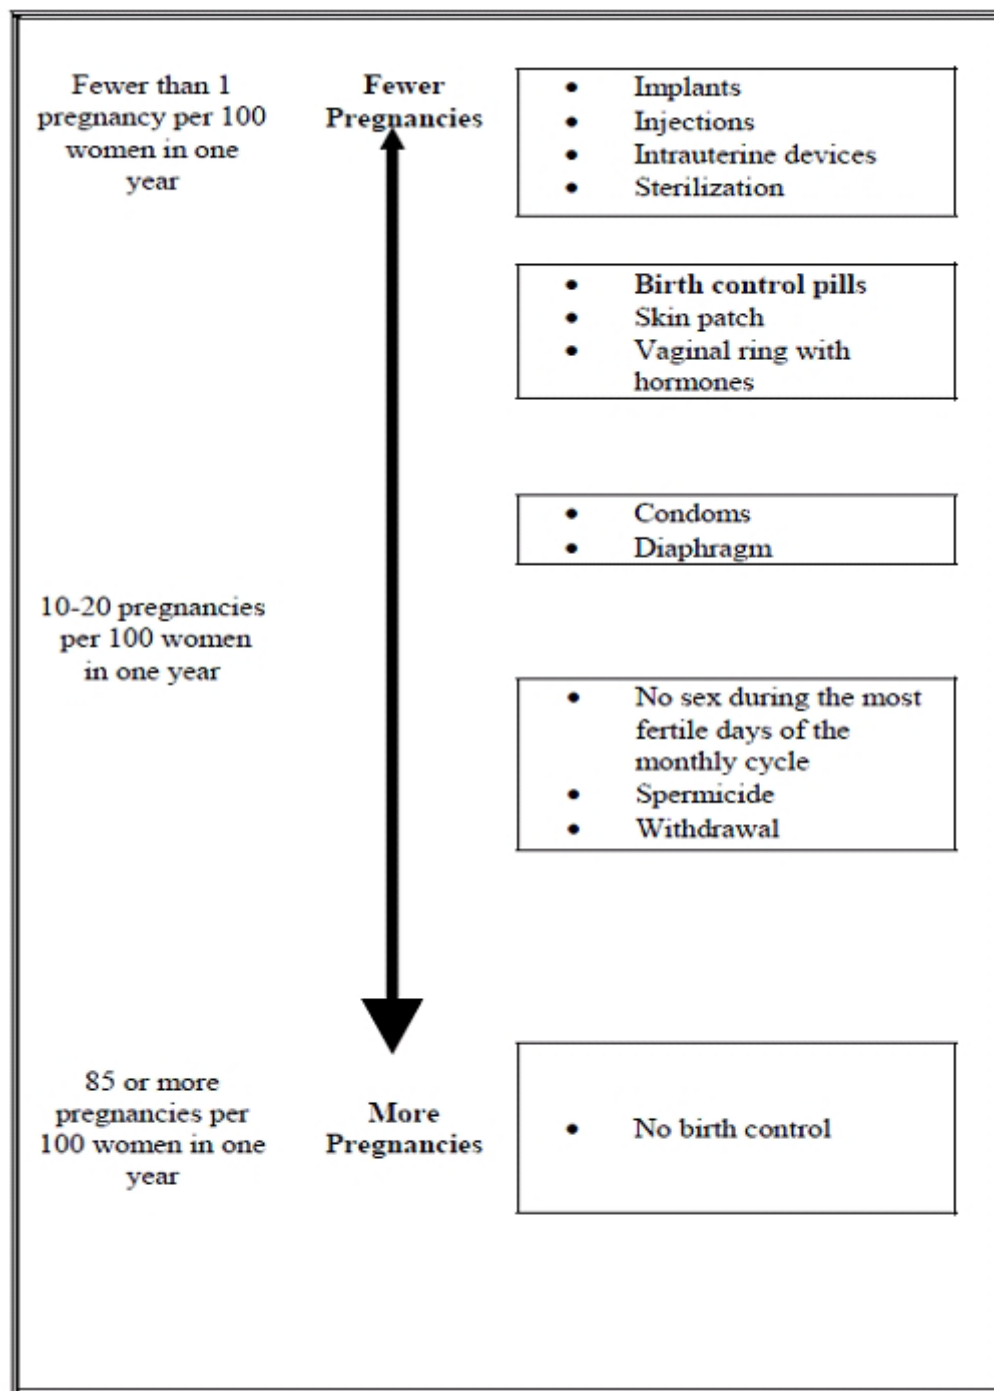 Fewer than 1
pregnancy per 100
women in one
year
Fewer
Pregnancies
• Implants
• Injections
• Intrauterine devices
• Sterilization
• Birth control pills
• Skin patch
• Vaginal ring with
hormones
• Condoms
• Diaphragm
10-20 pregnancies
per 100 women
in one year
• No sex during the most
fertile days of the
monthly cycle
• Spermicide
• Withdrawal
85 or more
pregnancies per
100 women in one
year
More
Pregnancies
• No birth control